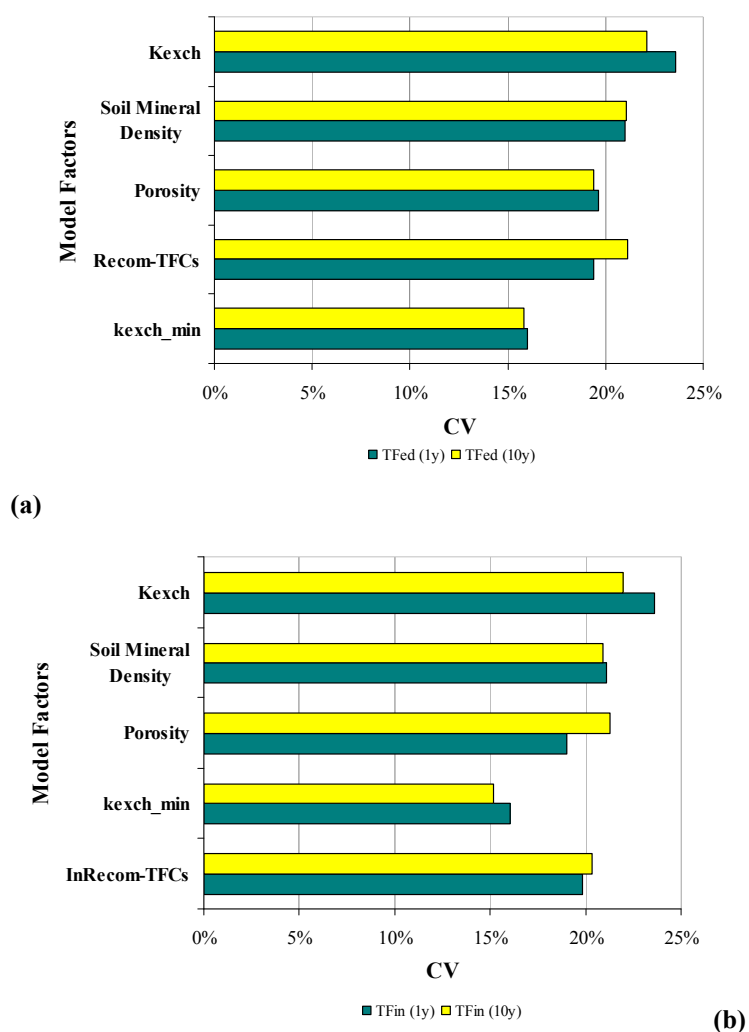 Model Factors
Kexch
Soil Mineral
Density
Porosity
Recom-TFCs
kexch_min
0% 5% 10% 15% 20% 25%
CV
TFed (1y) TFed (10y)
(a)
Model Factors
Kexch
Soil Mineral
Density
Porosity
kexch_min
InRecom-TFCs
0% 5% 10% 15% 20% 25%
CV
TFin (1y) TFin (10y)
(b)